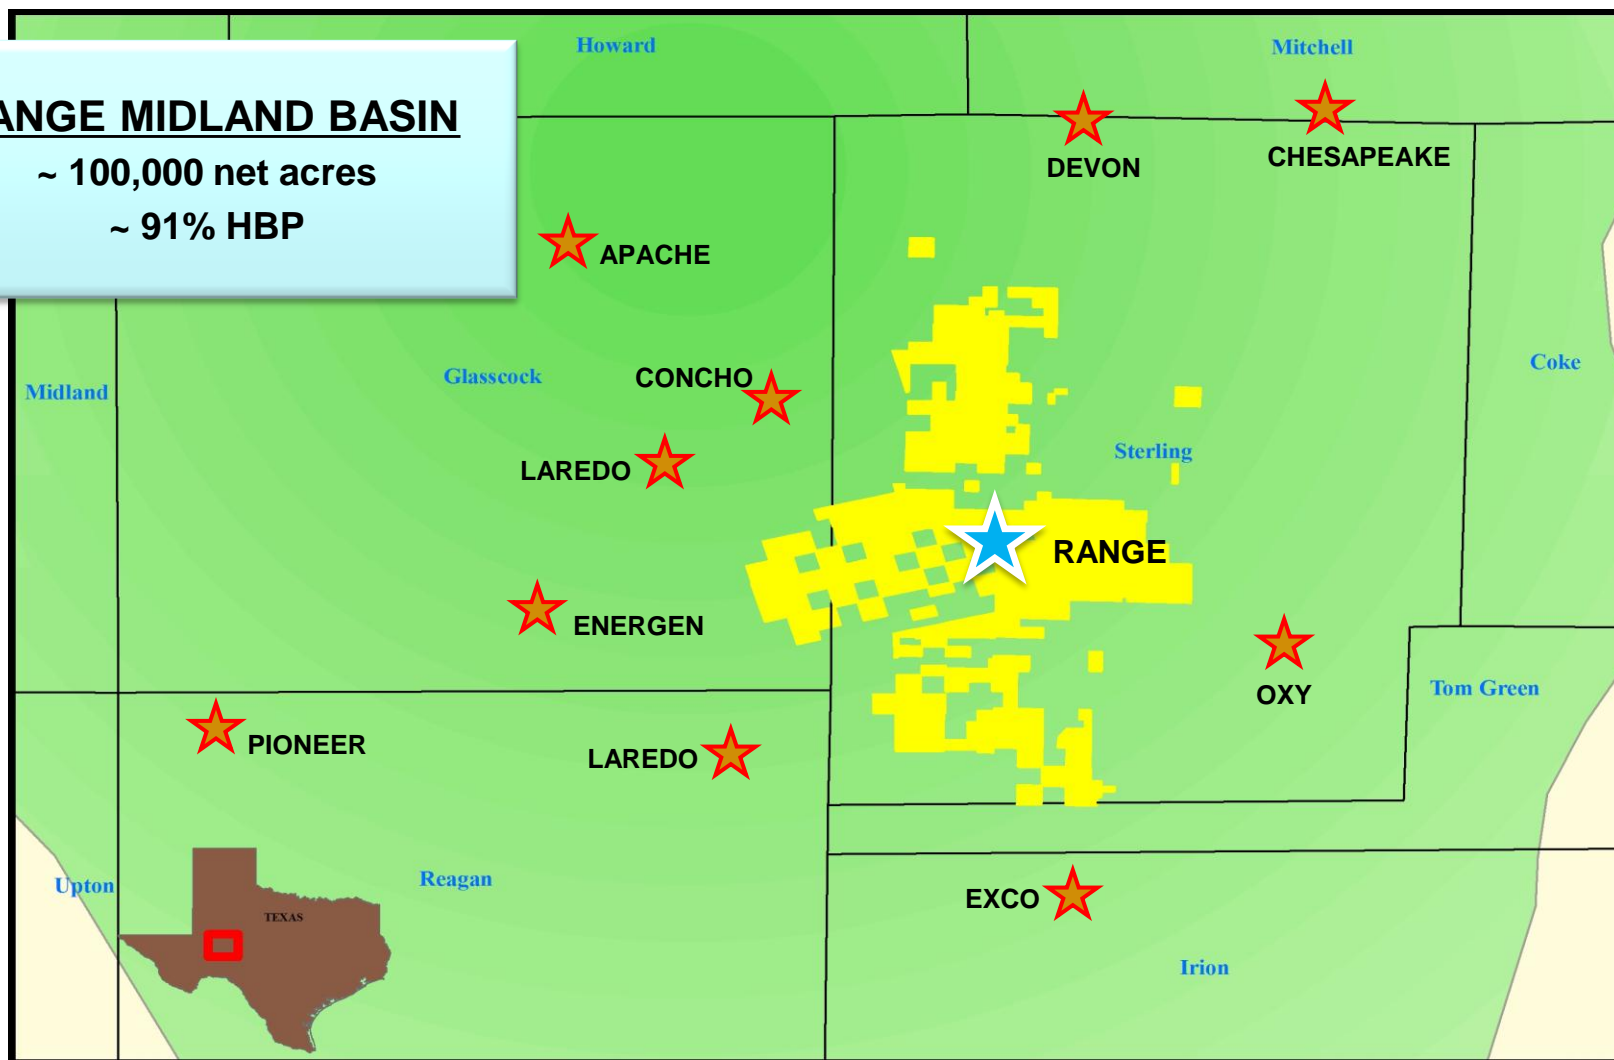 Howard
Mitchell
ANGE MIDLAND BASIN
~ 100,000 net acres
~ 91% HBP
DEVON
CHESAPEAKE
APACHE
Midland
Glasscock
CONCHO
Coke
LAREDO
Sterling
RANGE
ENERGEN
OXY
Tom Green
PIONEER
LAREDO
Upton
Reagan
TEXAS
EXCO
Irion